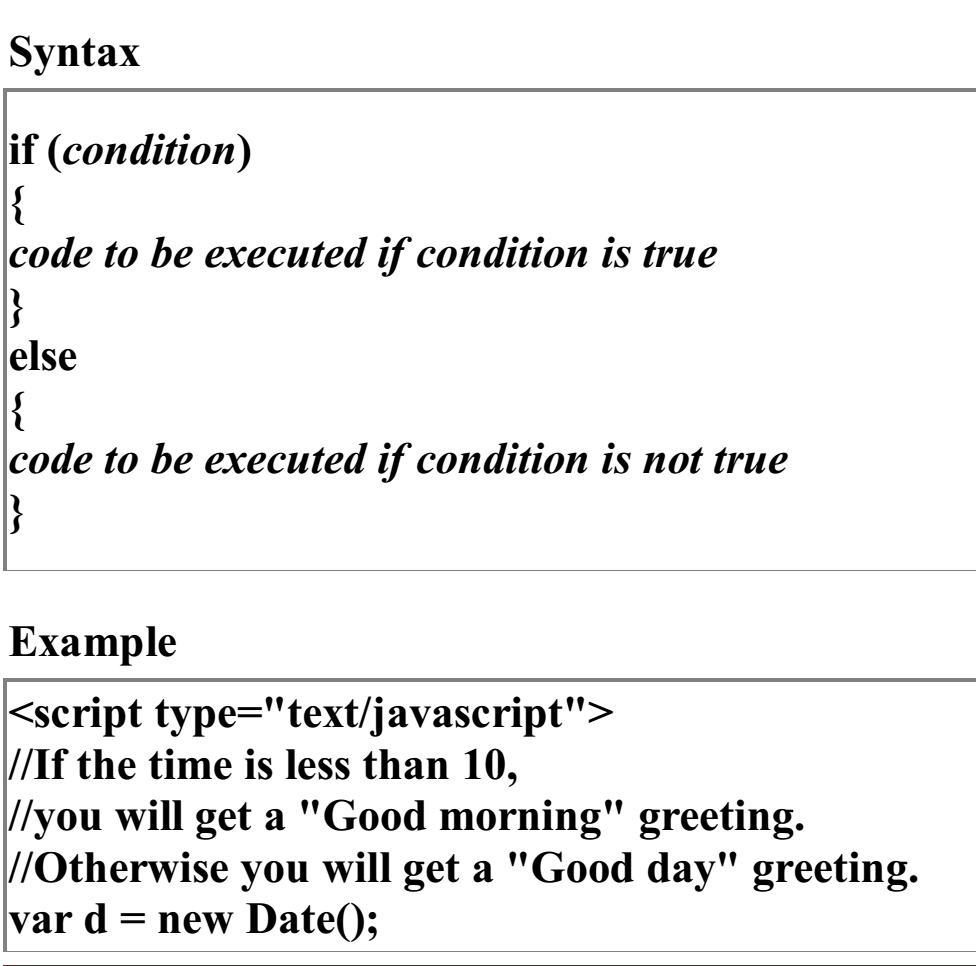 Syntax
if (condition)
{
code to be executed if condition is true
}
else
{
code to be executed if condition is not true
}
Example
<script type="text/javascript">
//If the time is less than 10,
//you will get a "Good morning" greeting.
//Otherwise you will get a "Good day" greeting.
var d = new Date();